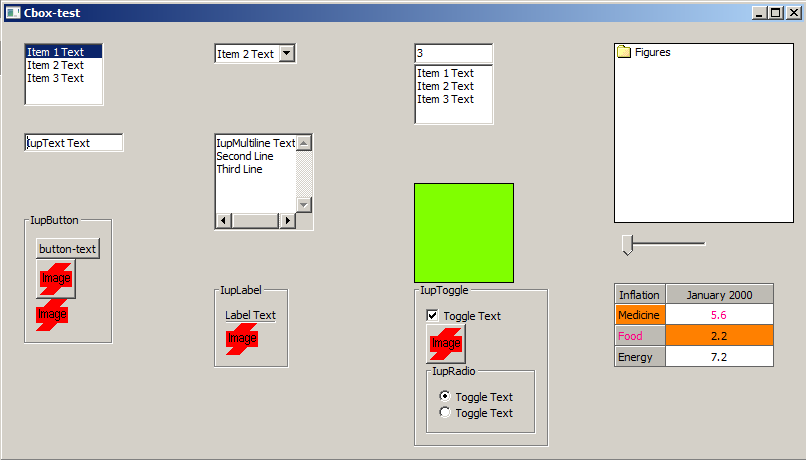 Cbox-test
Item 1 Text
Item 2 Text
Item 3 Text
Item 2 Text
3
Item 1 Text
Item 2 Text
Item 3 Text
Figures
IupText Text
IupMultiline Text
Second Line
Third Line
IupButton
button-text
Image
Image
IupLabel
Label Text
Image
IupToggle
Toggle Text
Image
IupRadio
Toggle Text
Toggle Text
Inflation January 2000
Medicine 5.6
Food 2.2
Energy 7.2